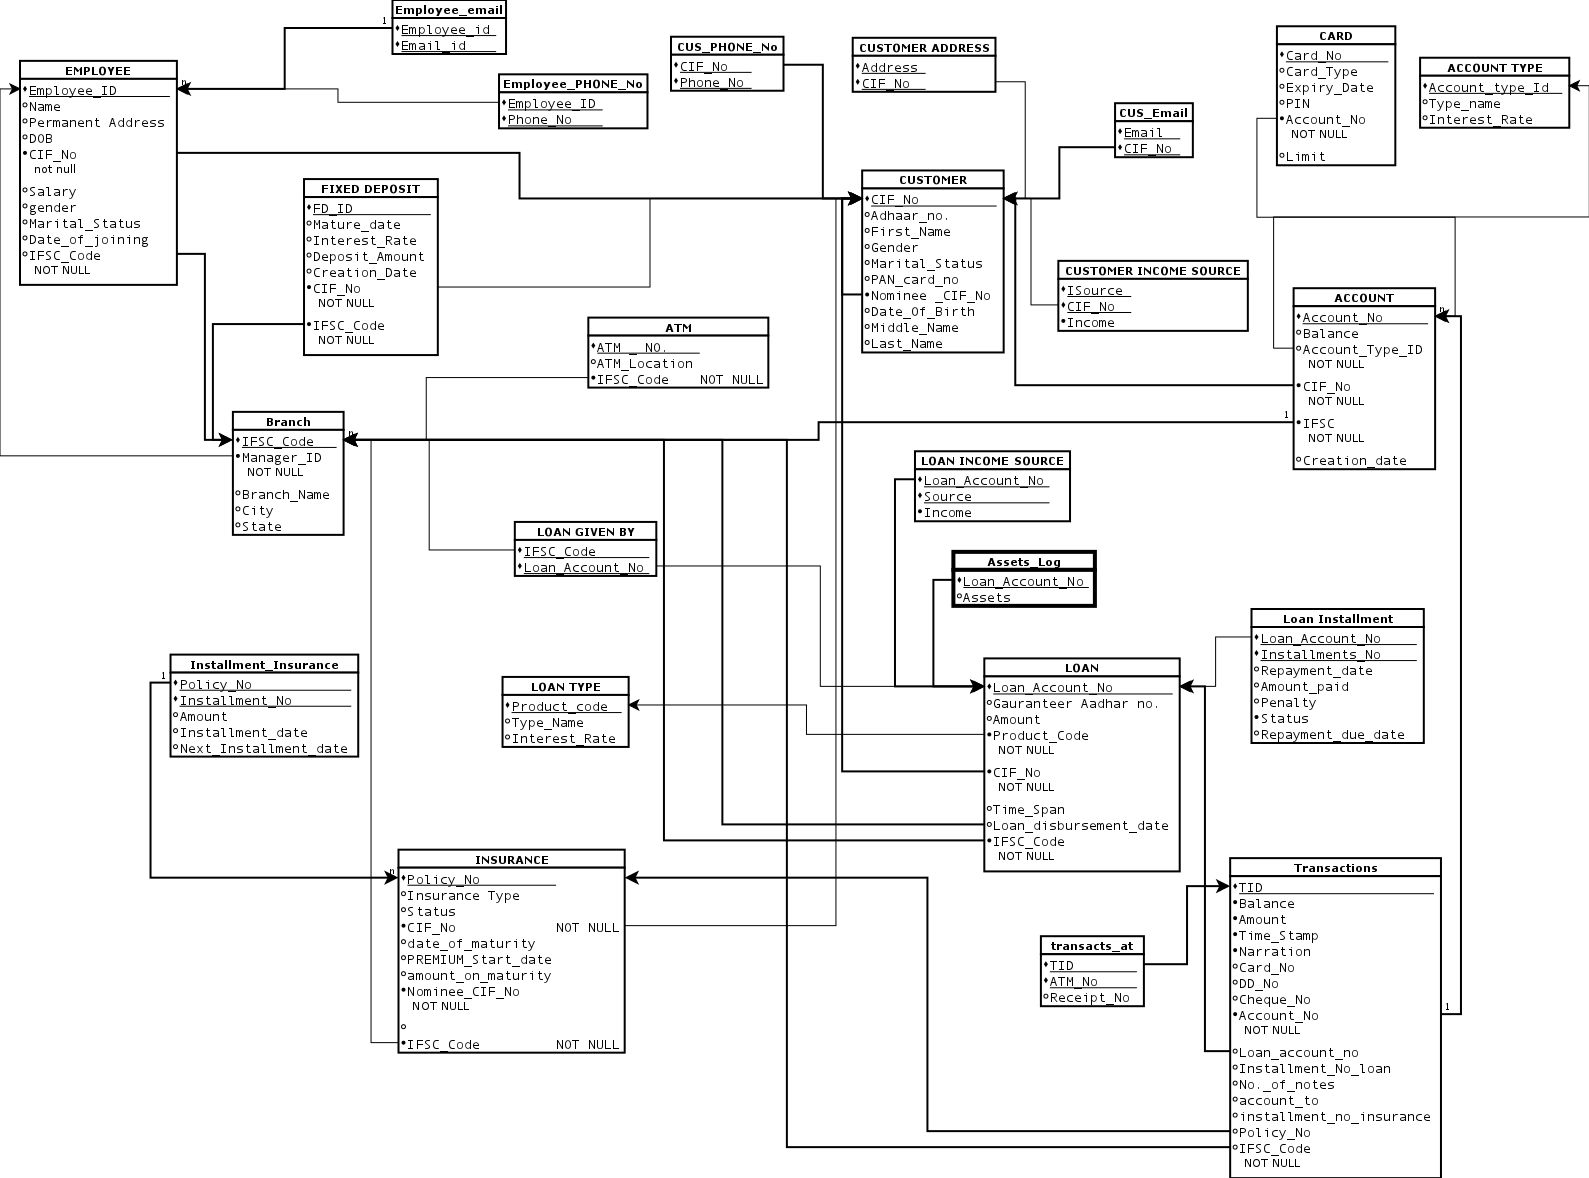 Employee_email
Employee_id
Email_id
1
EMPLOYEE
Employee_ID
Name
Permanent Address
DOB
CIF_No
not null
Salary
gender
Marital_Status
Date_of_joining
IFSC_Code
NOT NULL
n
Employee_PHONE_No
Employee_ID
Phone_No
CUS_PHONE_No
CIF_No
Phone_No
CUSTOMER ADDRESS
Address
CIF_No
CUS_Email
Email
CIF_No
CARD
Card_No
Card_Type
Expiry_Date
PIN
Account_No
NOT NULL
Limit
ACCOUNT TYPE
Account_type_Id
Type_name
Interest_Rate
FIXED DEPOSIT
FD_ID
Mature_date
Interest_Rate
Deposit_Amount
Creation_Date
CIF_No
NOT NULL
IFSC_Code
NOT NULL
CUSTOMER
CIF_No
Adhaar_no.
First_Name
Gender
Marital_Status
PAN_card_no
Nominee _CIF_No
Date_Of_Birth
Middle_Name
Last_Name
CUSTOMER INCOME SOURCE
ISource
CIF_No
Income
ACCOUNT
Account_No
Balance
Account_Type_ID
NOT NULL
CIF_No
NOT NULL
IFSC
NOT NULL
Creation_date
n
1
ATM
ATM _ NO.
ATM_Location
IFSC_Code NOT NULL
Branch
IFSC_Code
Manager_ID
NOT NULL
Branch_Name
City
State
n
LOAN INCOME SOURCE
Loan_Account_No
Source
Income
LOAN GIVEN BY
IFSC_Code
Loan_Account_No
Assets_Log
Loan_Account_No
Assets
Loan Installment
Loan_Account_No
Installments_No
Repayment_date
Amount_paid
Penalty
Status
Repayment_due_date
Installment_Insurance
Policy_No
Installment_No
Amount
Installment_date
Next_Installment_date
1
LOAN TYPE
Product_code
Type_Name
Interest_Rate
LOAN
Loan_Account_No
Gauranteer Aadhar no.
Amount
Product_Code
NOT NULL
CIF_No
NOT NULL
Time_Span
Loan_disbursement_date
IFSC_Code
NOT NULL
INSURANCE
Policy_No
Insurance Type
Status
CIF_No NOT NULL
date_of_maturity
PREMIUM_Start_date
amount_on_maturity
Nominee_CIF_No
NOT NULL
IFSC_Code NOT NULL
n
transacts_at
TID
ATM_No
Receipt_No
Transactions
TID
Balance
Amount
Time_Stamp
Narration
Card_No
DD_No
Cheque_No
Account_No
NOT NULL
Loan_account_no
Installment_No_loan
No._of_notes
account_to
installment_no_insurance
Policy_No
IFSC_Code
NOT NULL
1